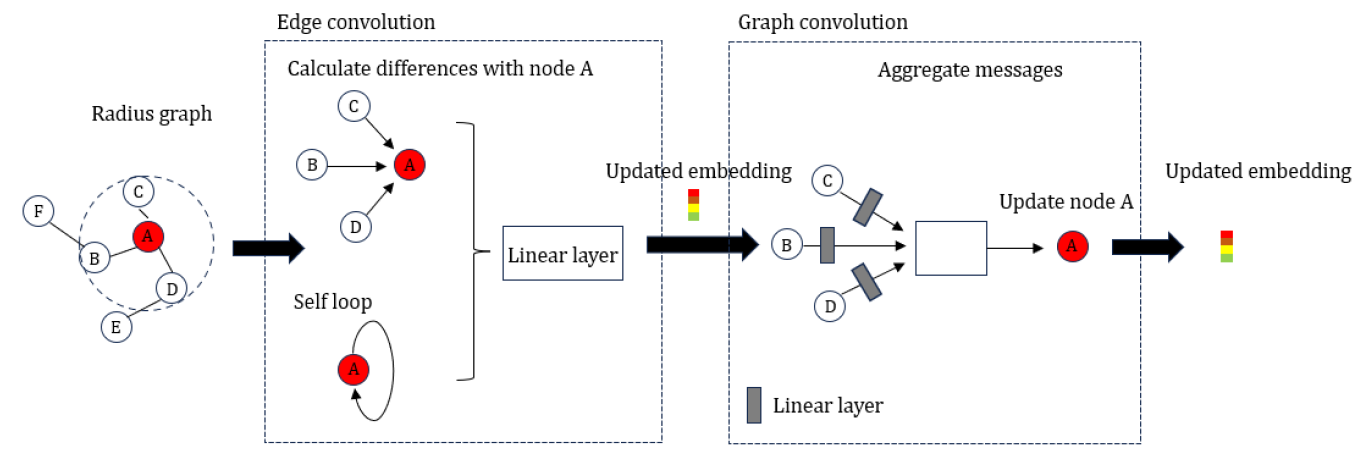 Edge convolution
Graph convolution
Calculate differences with node A
Aggregate messages
Radius graph
C
B
A
D
F
C
A
B
D
E
Linear layer
Self loop
A
Updated embedding
C
B
D
Update node A
A
Linear layer
Updated embedding